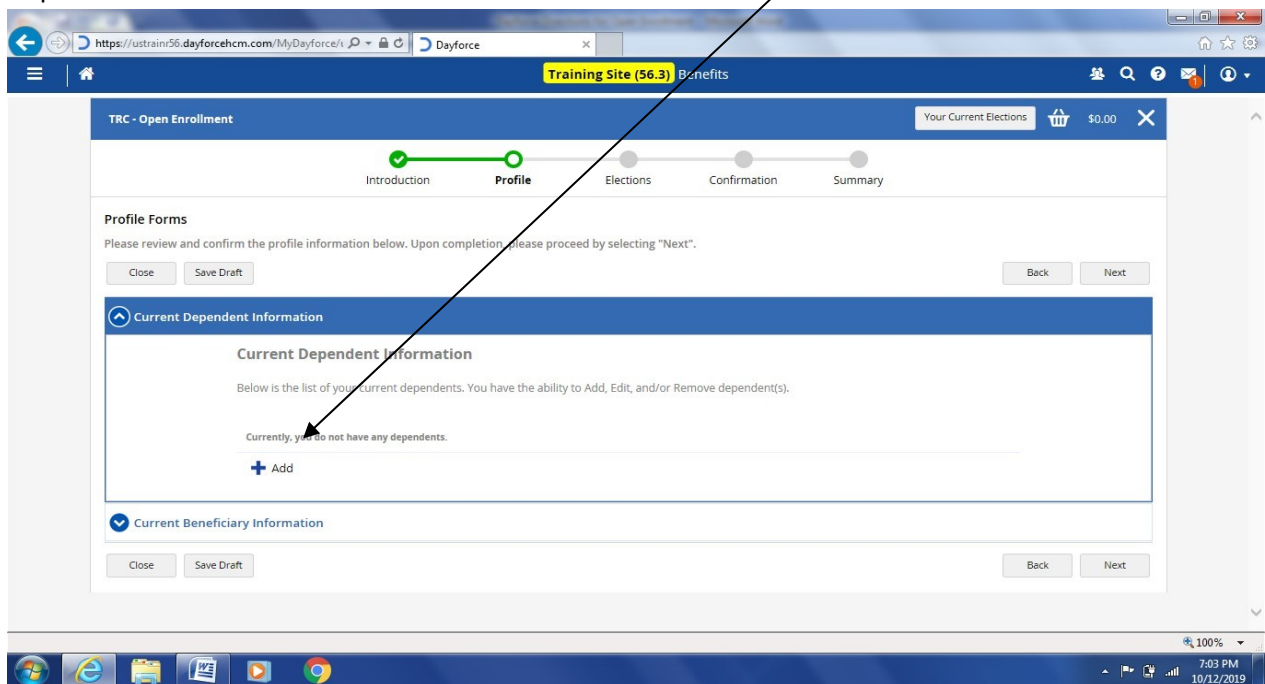 https://ustrainr56.dayforcehcm.com/MyDayforce/ Dayforce
Training Site (56.3) Benefits
1
TRC - Open Enrollment Your Current Elections $0.00
Introduction Profile Elections Confirmation Summary
Profile Forms
Please review and confirm the profile information below. Upon completion, please proceed by selecting "Next".
Close Save Draft Back Next
Current Dependent Information
Current Dependent Information
Below is the list of your current dependents. You have the ability to Add, Edit, and/or Remove dependent(s).
Currently, you do not have any dependents.
Add
Current Beneficiary Information
Close Save Draft Back Next
100%
7:03 PM
10/12/2019